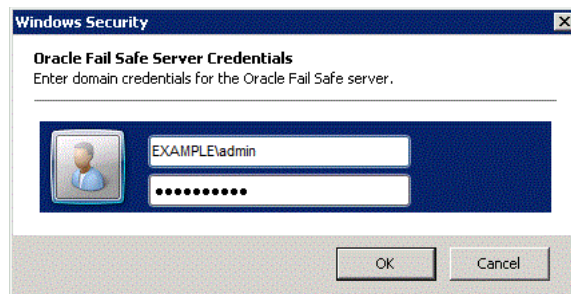 Windows Security
Oracle Fail Safe Server Credentials
Enter domain credentials for the Oracle Fail Safe server.
EXAMPLE\admin
●●●●●●●●●●
OK
Cancel